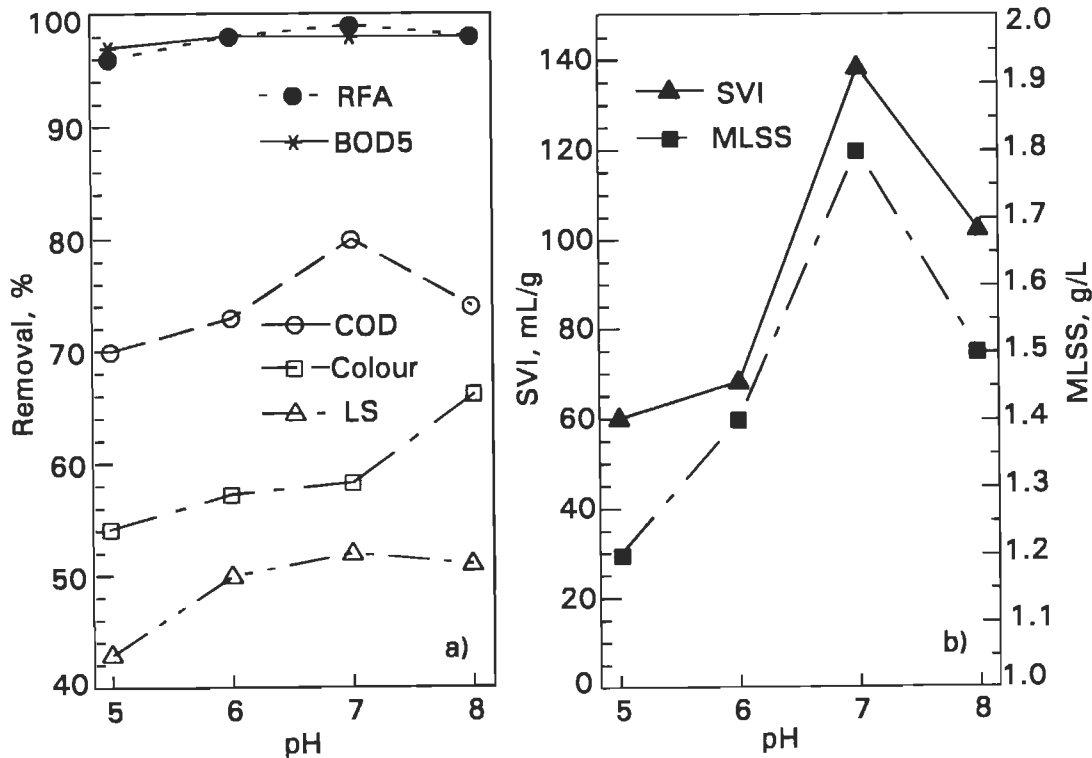 100
90
80
70
60
50
40
Removal, %
RFA
BOD5
COD
Colour
LS
a)
5 6 7 8
pH
140
120
100
80
60
40
20
0
SVI, mL/g
SVI
MLSS
b)
5 6 7 8
pH
2.0
1.9
1.8
1.7
1.6
1.5
1.4
1.3
1.2
1.1
1.0
MLSS, g/L